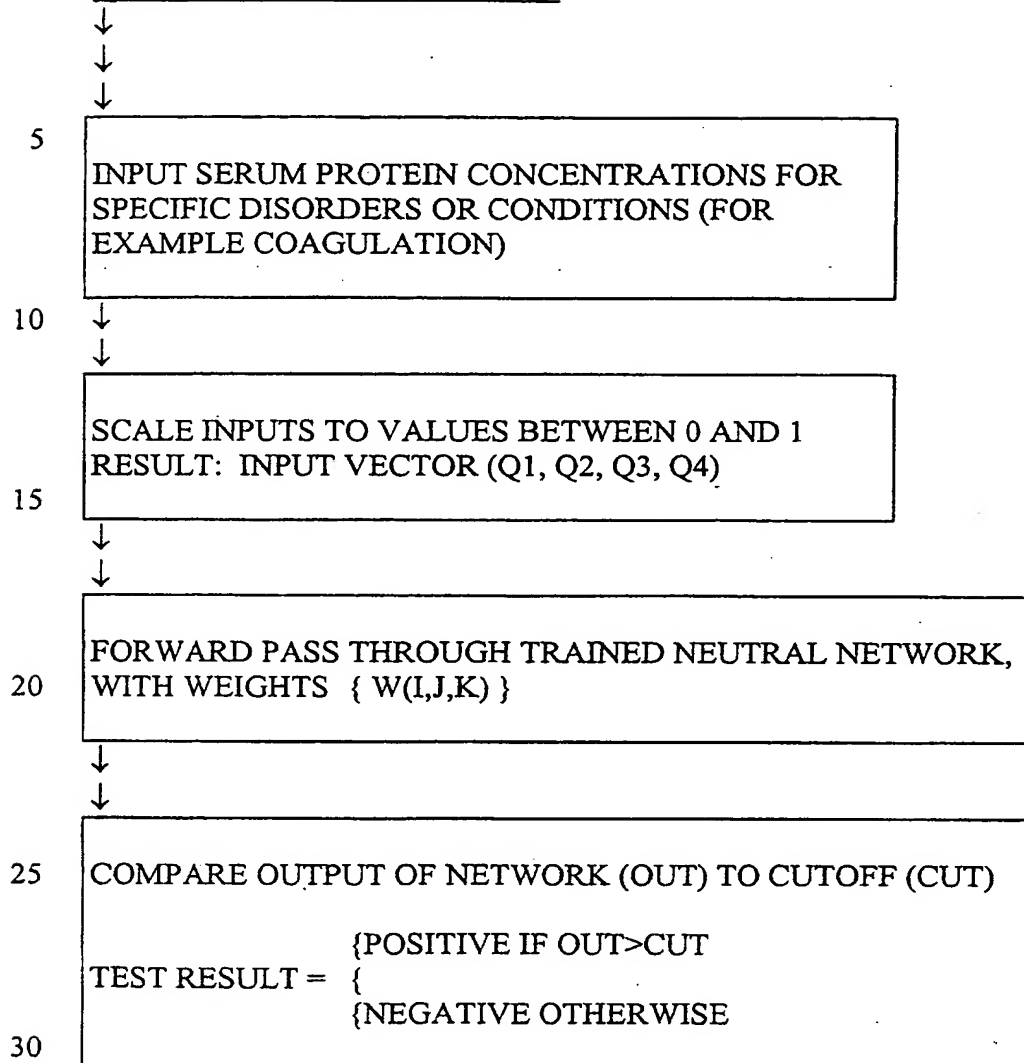 ↓
↓
↓
5
INPUT SERUM PROTEIN CONCENTRATIONS FOR
SPECIFIC DISORDERS OR CONDITIONS (FOR
EXAMPLE COAGULATION)
10 ↓
↓
SCALE INPUTS TO VALUES BETWEEN 0 AND 1
RESULT: INPUT VECTOR (Q1, Q2, Q3, Q4)
15
↓
↓
FORWARD PASS THROUGH TRAINED NEUTRAL NETWORK,
20 WITH WEIGHTS { W(I,J,K) }
↓
↓
25 COMPARE OUTPUT OF NETWORK (OUT) TO CUTOFF (CUT)
{POSITIVE IF OUT>CUT
TEST RESULT = {
{NEGATIVE OTHERWISE
30